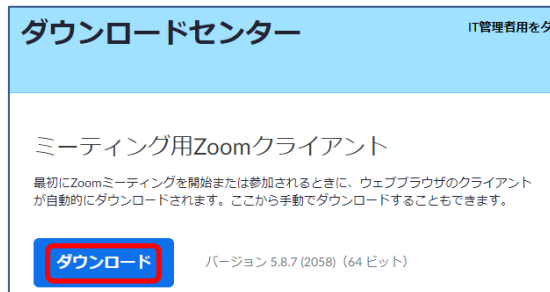 ダウンロードセンター
IT管理者用をダ
ミーティング用Zoomクライアント
最初にZoomミーティングを開始または参加されるときに、ウェブブラウザのクライアント
が自動的にダウンロードされます。ここから手動でダウンロードすることもできます。
ダウンロード
バージョン 5.8.7 (2058)（64 ビット）